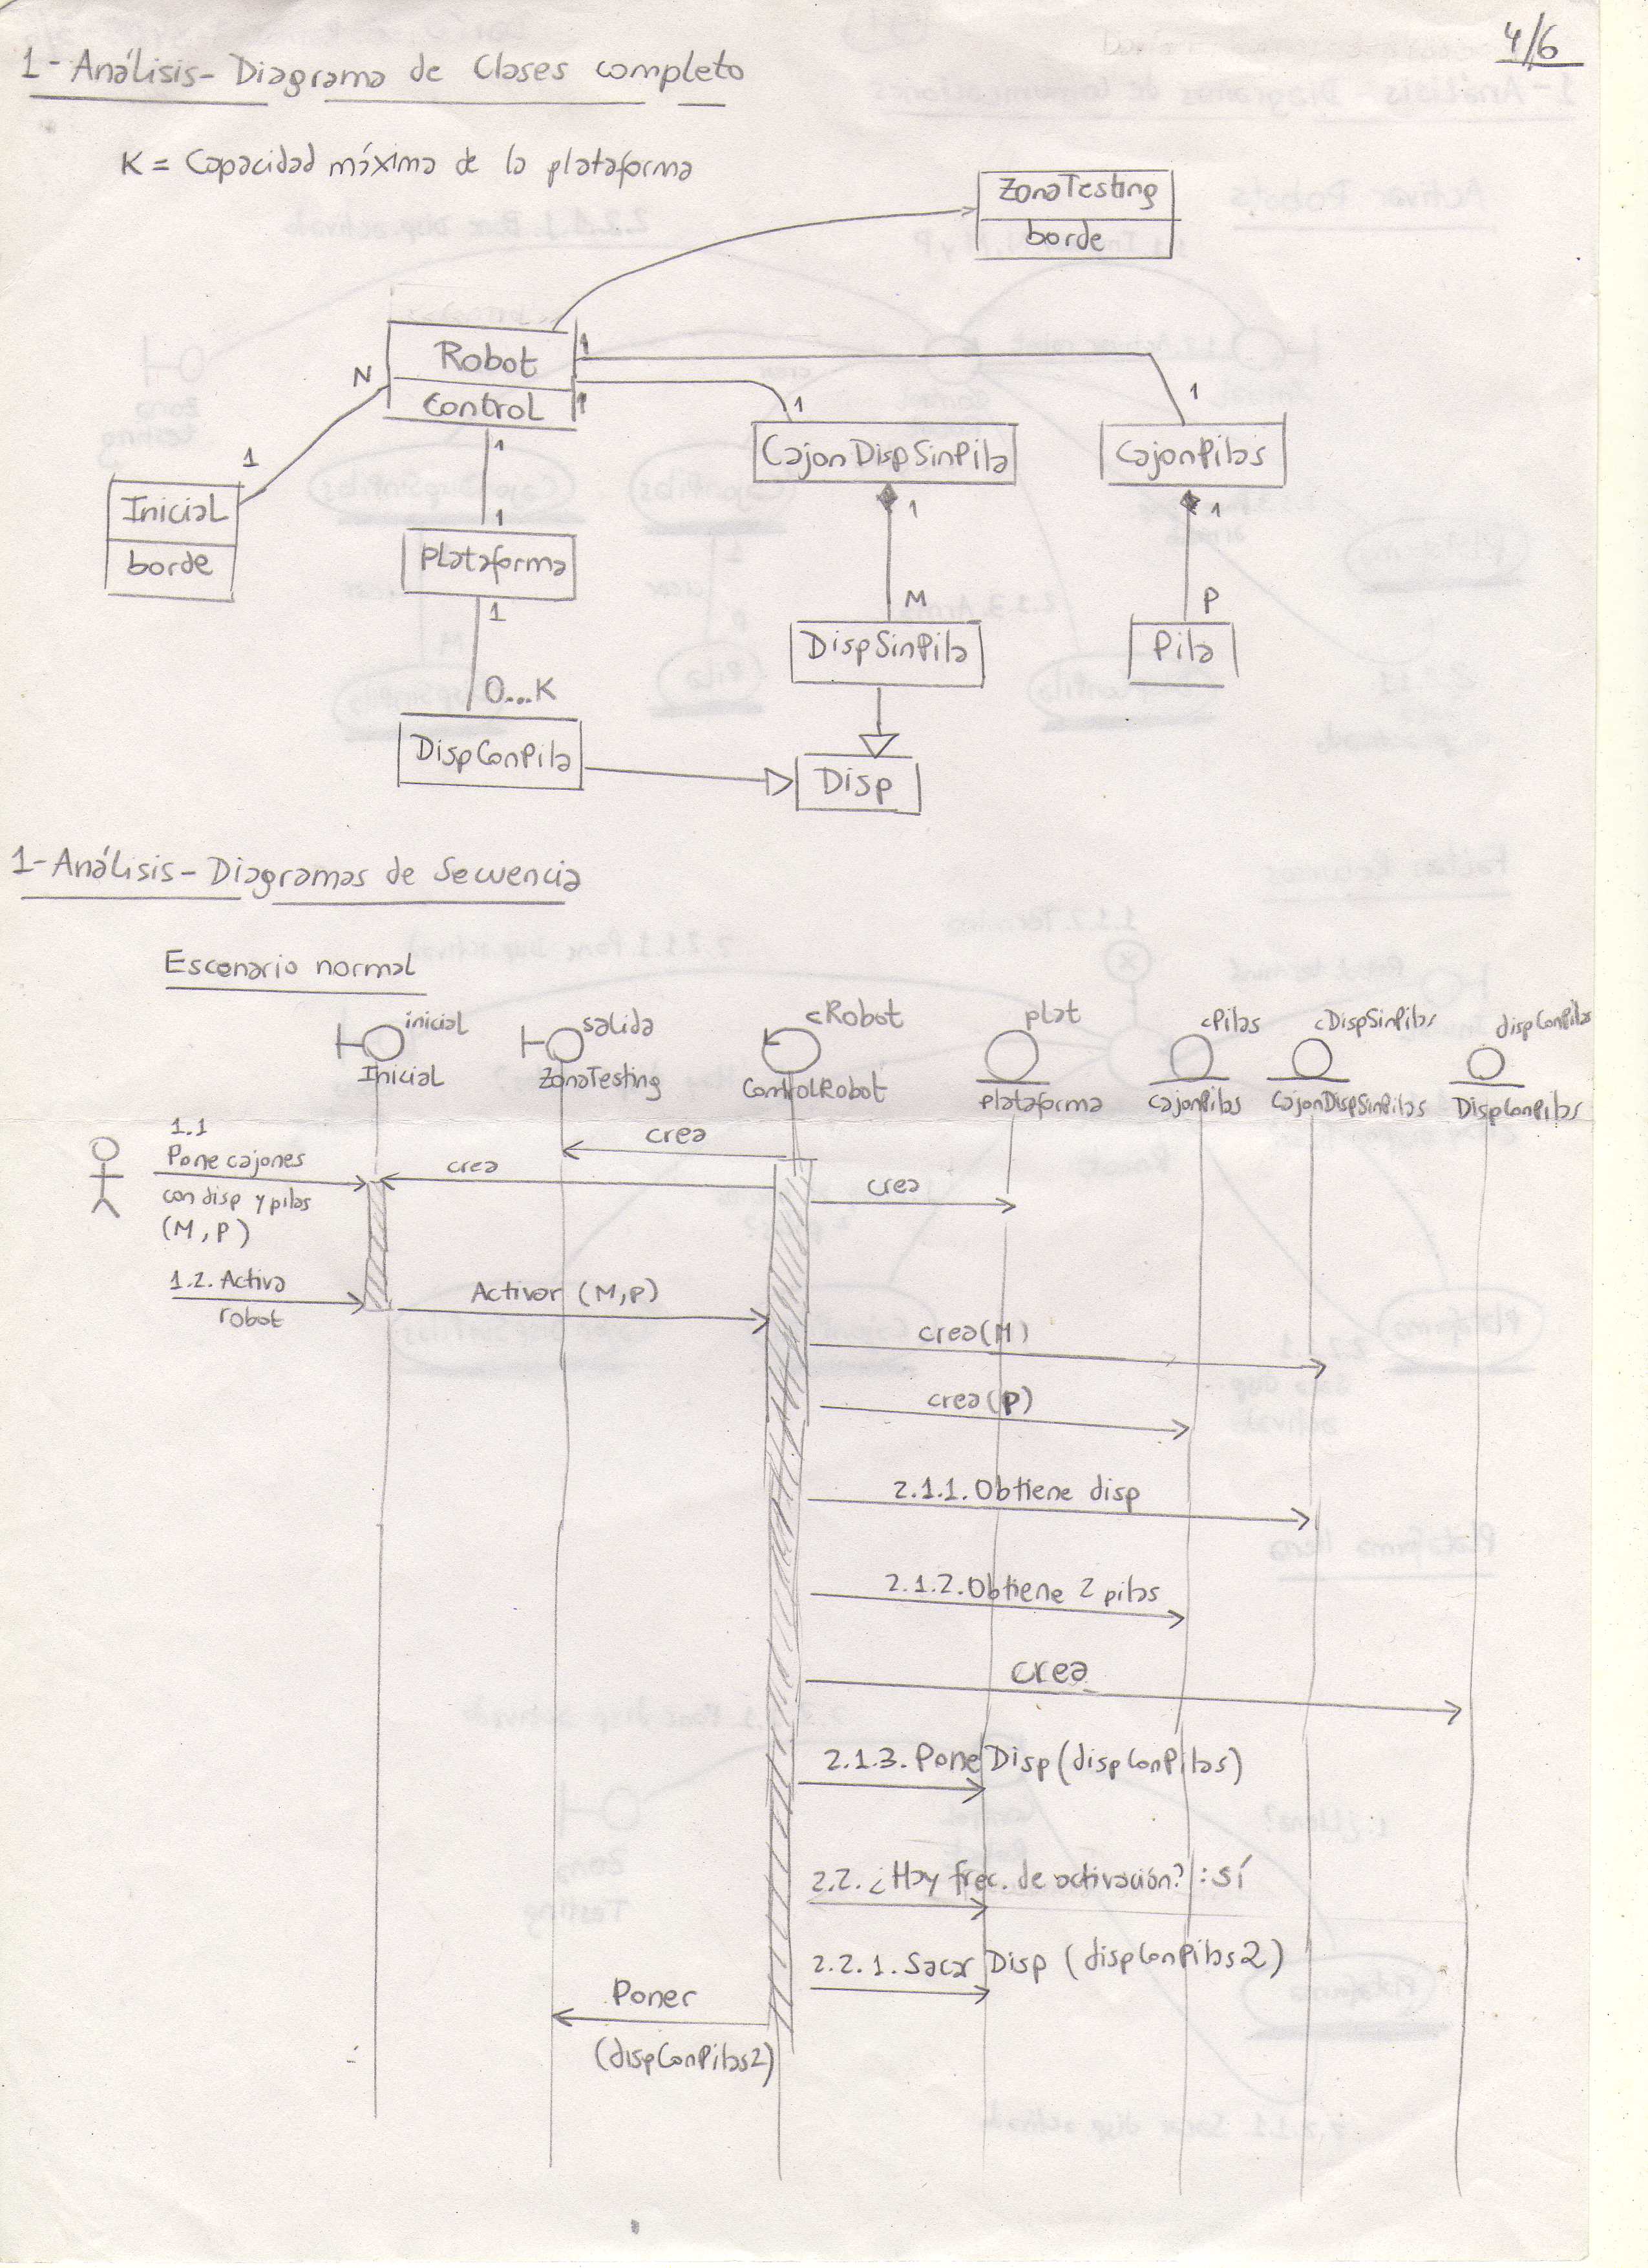 4/6
1-Análisis-Diagrama de Clases completo
K = Capacidad máxima de la plataforma
ZonaTesting
borde
Robot
Control
1
1
N
1
Inicial
borde
1
1
Plataforma
1
0...K
DispConPila
1
CajonDispSinPila
1
M
DispSinPila
Disp
1
CajonPilas
1
P
Pila
1-Análisis-Diagramas de Secuencia
Escenario normal
inicial
Inicial
salida
ZonaTesting
cRobot
ControlRobot
plat
plataforma
cPilas
cajonPilas
cDispSinPilas
CajonDispSinPilas
dispConPilas
DispConPilas
crea
1.1
Pone cajones
con disp y pilas
(M,P)
crea
crea
1.2. Activa
robot
Activar (M,P)
crea(M)
crea(P)
2.1.1. Obtiene disp
2.1.2. Obtiene 2 pilas
crea
2.1.3. Pone Disp (dispConPilas)
2.2. ¿Hay frec. de activación? : sí
2.2.1. Sacar Disp (dispConPilas2)
Poner
(dispConPilas2)